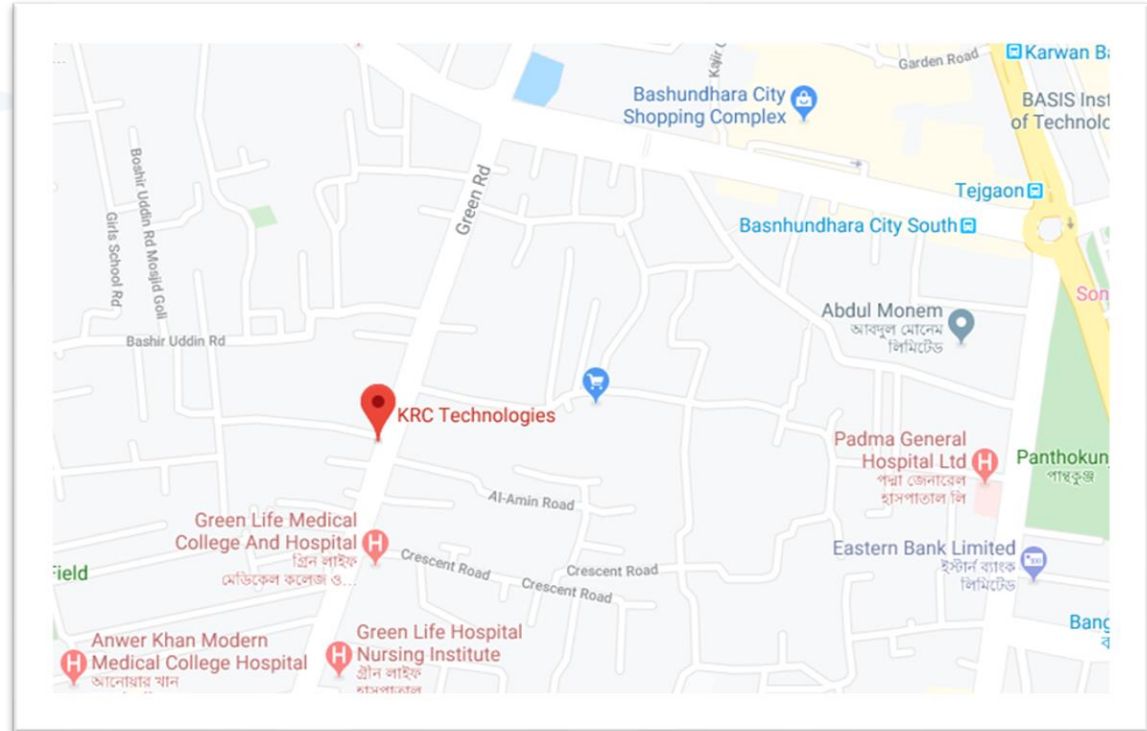 Karwan Ba
Garden Road
Kajir
Bashundhara City
Shopping Complex
BASIS Inst
of Technolo
Tejgaon
Basnhundhara City South
Green Rd
Boshir Uddin Rd Mosjid Goli
Girls School Rd
Son
Abdul Monem
আবদুল মোনেম
লিমিটেড
Bashir Uddin Rd
KRC Technologies
Padma General
Hospital Ltd
পদ্মা জেনারেল
হাসপাতাল লি
Panthokun
পান্থকুঞ্জ
Al-Amin Road
Green Life Medical
College And Hospital
গ্রিন লাইফ
মেডিকেল কলেজ ও...
Eastern Bank Limited
ইস্টার্ন ব্যাংক
লিমিটেড
Crescent Road
Crescent Road
Crescent Road
Field
Bang
Green Life Hospital
Nursing Institute
গ্রীন লাইফ
হাসপাতাল
Anwer Khan Modern
Medical College Hospital
আনোয়ার খান